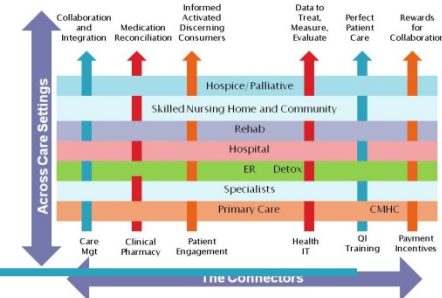 Collaboration
and
Integration
Medication
Reconciliation
Informed
Activated
Discerning
Consumers
Data to
Treat,
Measure,
Evaluate
Perfect
Patient
Care
Rewards
for
Collaboration
Across Care Settings
Hospice/Palliative
Skilled Nursing Home and Community
Rehab
Hospital
ER Detox
Specialists
Primary Care CMHC
Care
Mgt
Clinical
Pharmacy
Patient
Engagement
Health
IT
QI
Training
Payment
Incentives
The Connectors